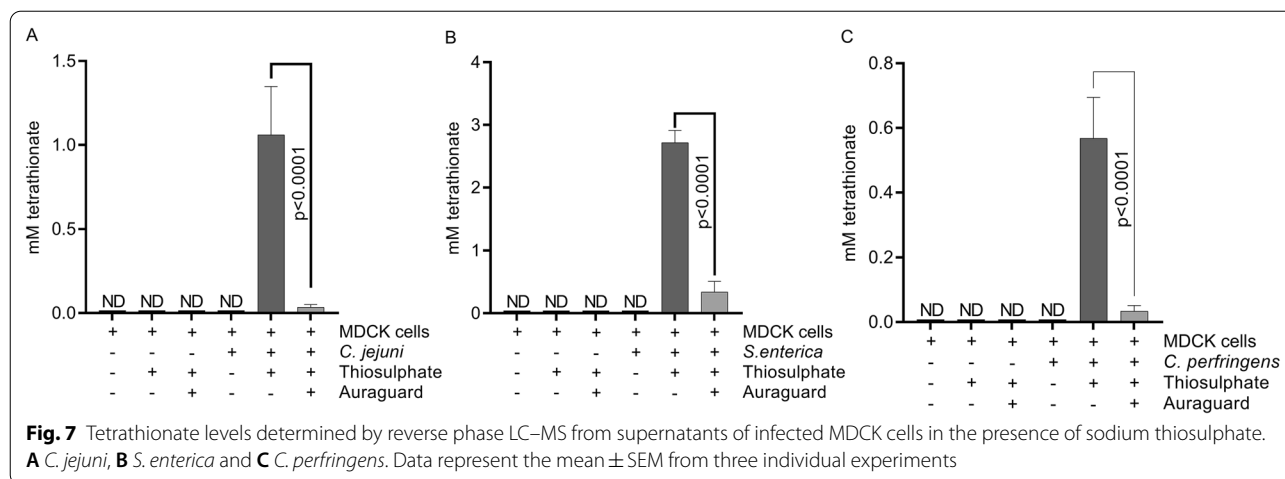 A
mM tetrathionate
1.5
1.0
0.5
0.0
ND ND ND ND
p<0.0001
+ + + + + + MDCK cells
- - - + + + C. jejuni
- + + - + + Thiosulphate
- - + - - + Auraguard
B
mM tetrathionate
4
3
2
1
0
ND ND ND ND
p<0.0001
+ + + + + + MDCK cells
- - - + + + S.enterica
- + + - + + Thiosulphate
- - + - - + Auraguard
C
mM tetrathionate
0.8
0.6
0.4
0.2
0.0
ND ND ND ND
p<0.0001
+ + + + + + MDCK cells
- - - + + + C. perfringens
- + + - + + Thiosulphate
- - + - - + Auraguard
Fig. 7 Tetrathionate levels determined by reverse phase LC–MS from supernatants of infected MDCK cells in the presence of sodium thiosulphate.
A C. jejuni, B S. enterica and C C. perfringens. Data represent the mean ± SEM from three individual experiments